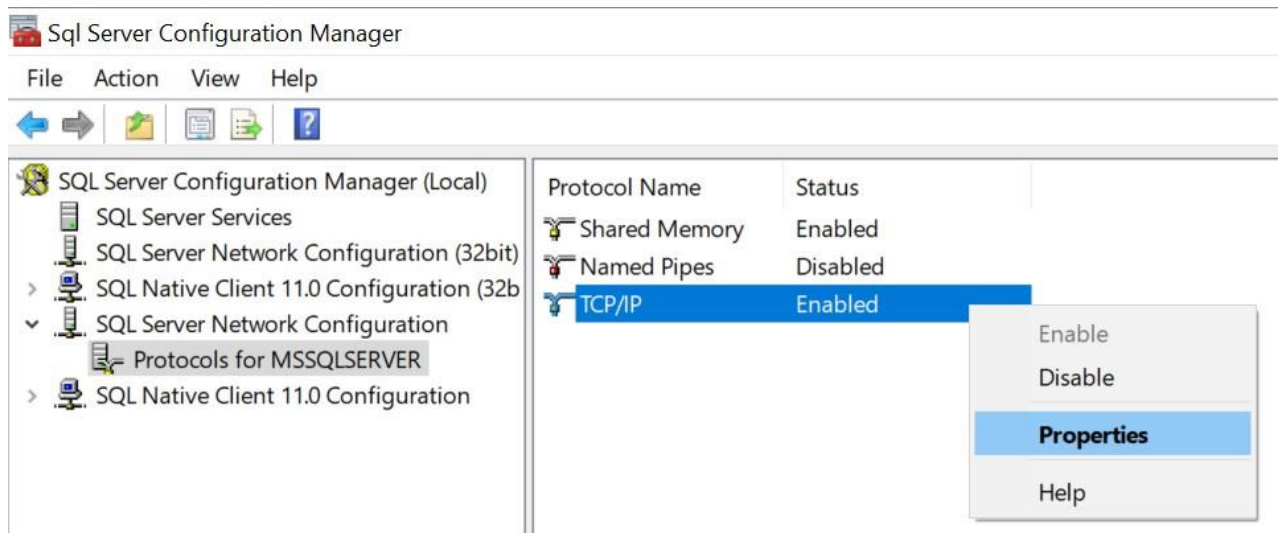 Sql Server Configuration Manager
File Action View Help
SQL Server Configuration Manager (Local)
SQL Server Services
SQL Server Network Configuration (32bit)
SQL Native Client 11.0 Configuration (32b
SQL Server Network Configuration
Protocols for MSSQLSERVER
SQL Native Client 11.0 Configuration
Protocol Name Status
Shared Memory Enabled
Named Pipes Disabled
TCP/IP Enabled
Enable
Disable
Properties
Help